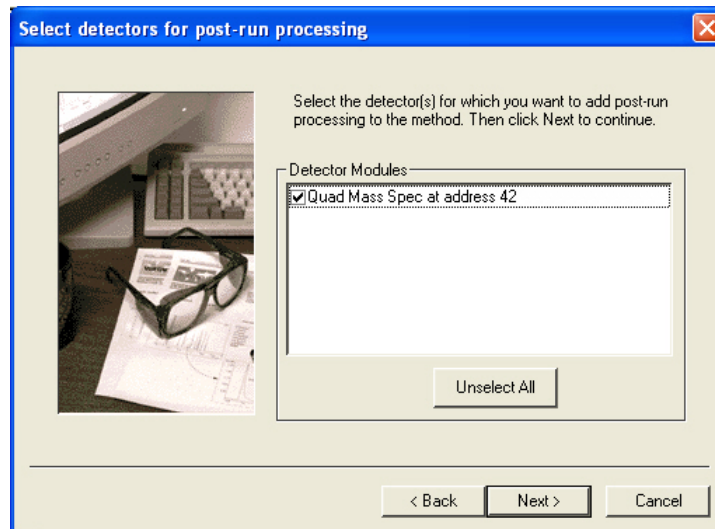 Select detectors for post-run processing
Select the detector(s) for which you want to add post-run
processing to the method. Then click Next to continue.
Detector Modules
Quad Mass Spec at address 42
Unselect All
< Back
Next >
Cancel